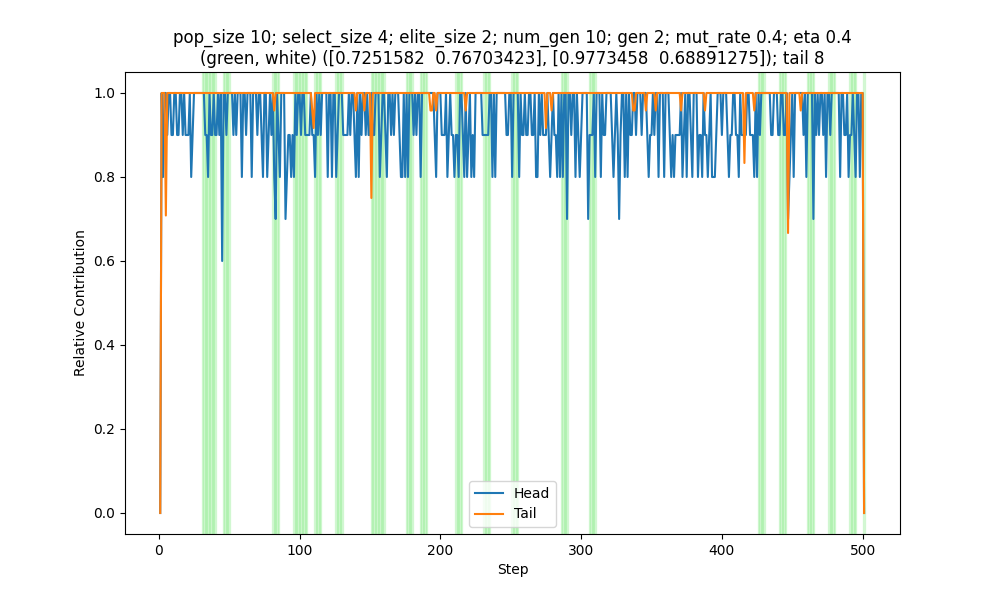 pop_size 10; select_size 4; elite_size 2; num_gen 10; gen 2; mut_rate 0.4; eta 0.4
(green, white) ([0.7251582  0.76703423], [0.9773458  0.68891275]); tail 8
1.0
0.8
0.6
0.4
0.2
0.0
Relative Contribution
Head
Tail
0 100 200 300 400 500
Step